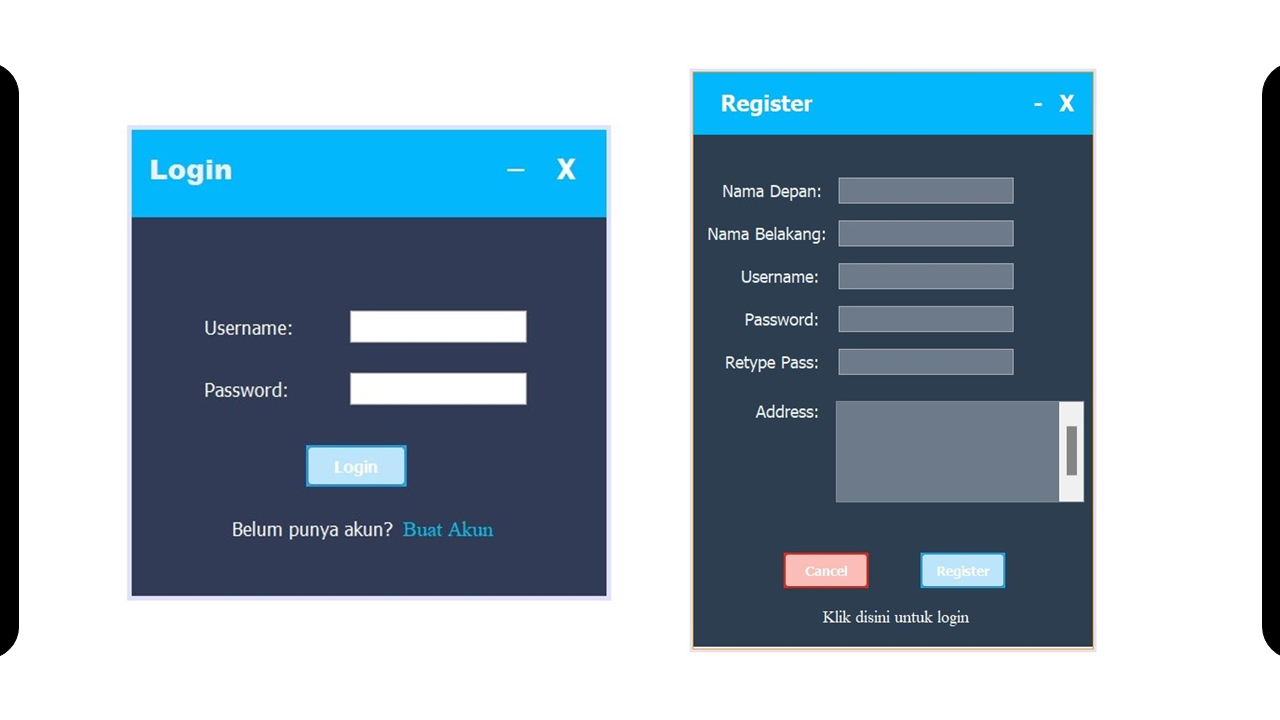 Login – X
Username:
Password:
Login
Belum punya akun? Buat Akun
Register - X
Nama Depan:
Nama Belakang:
Username:
Password:
Retype Pass:
Address:
Cancel Register
Klik disini untuk login